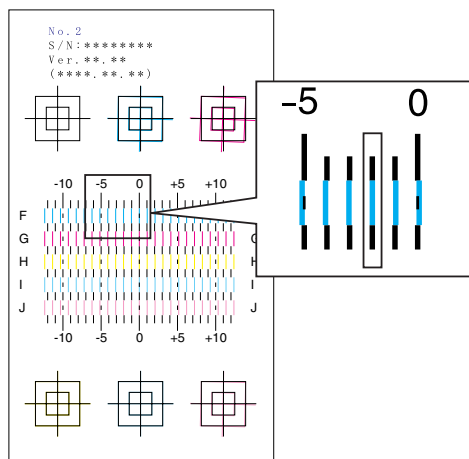 No.2
S/N:********
Ver.**.**
(****.**.**)
-5 0
-10 -5 0 +5 +10
F
G G
H H
I I
J J
-10 -5 0 +5 +10